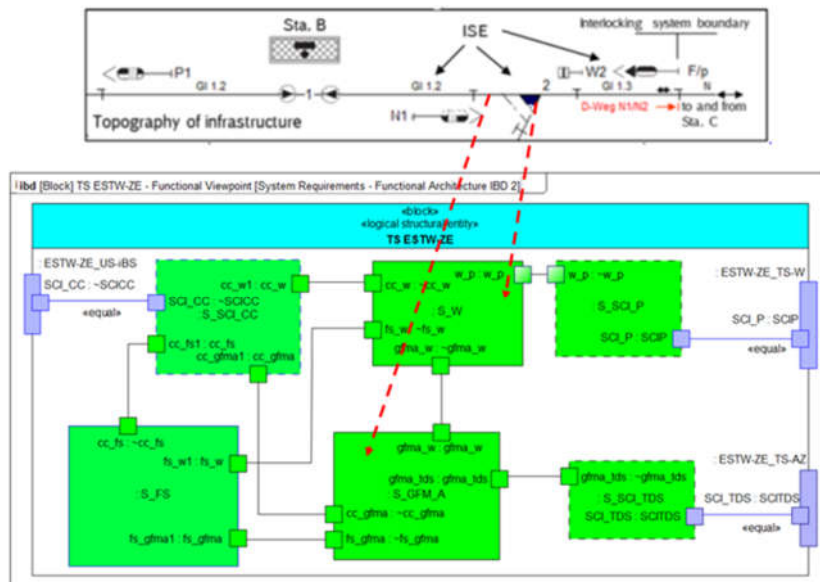 Sta. B
ISE
Interlocking system boundary
P1
2
W2
F/p
Gl 1.2
1
Gl 1.2
Gl 1.3
N
N1
D-Weg N1/N2
to and from
Sta. C
Topography of infrastructure
ibd [Block] TS ESTW-ZE - Functional Viewpoint [System Requirements - Functional Architecture IBD 2]
«block»
«logical structural entity»
TS ESTW-ZE
: ESTW-ZE_US-iBS
SCI_CC : ~SCICC
«equal»
SCI_CC : ~SCICC
: S_SCI_CC
cc_w1 : cc_w
cc_fs1 : cc_fs
cc_gfma1 : cc_gfma
cc_w : ~cc_w
w_p : w_p
: S_W
fs_w : ~fs_w
gfma_w : ~gfma_w
w_p : ~w_p
: S_SCI_P
SCI_P : SCIP
: ESTW-ZE_TS-W
SCI_P : SCIP
«equal»
cc_fs : ~cc_fs
fs_w1 : fs_w
: S_FS
fs_gfma1 : fs_gfma
gfma_w : gfma_w
gfma_tds : gfma_tds
: S_GFM_A
cc_gfma : ~cc_gfma
fs_gfma : ~fs_gfma
gfma_tds : ~gfma_tds
: S_SCI_TDS
SCI_TDS : SCITDS
: ESTW-ZE_TS-AZ
SCI_TDS : SCITDS
«equal»